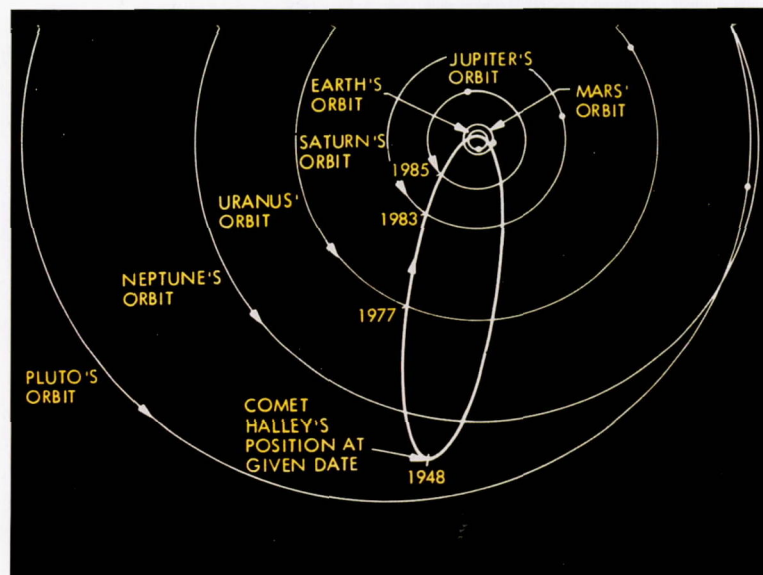 JUPITER'S
ORBIT
EARTH'S
ORBIT
MARS'
ORBIT
SATURN'S
ORBIT
1985
URANUS'
ORBIT
1983
NEPTUNE'S
ORBIT
1977
PLUTO'S
ORBIT
COMET
HALLEY'S
POSITION AT
GIVEN DATE
1948